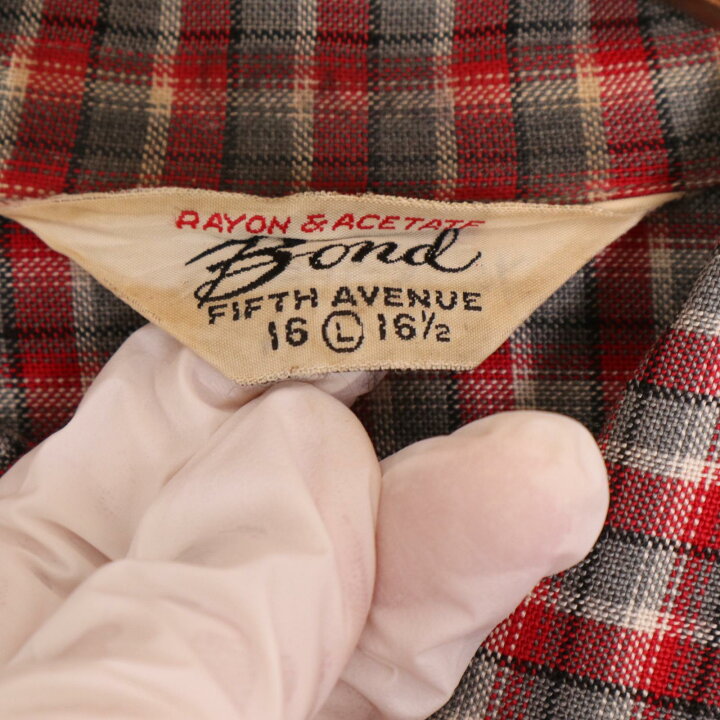 RAYON & ACETATE
Bond
FIFTH AVENUE
16 L 16½